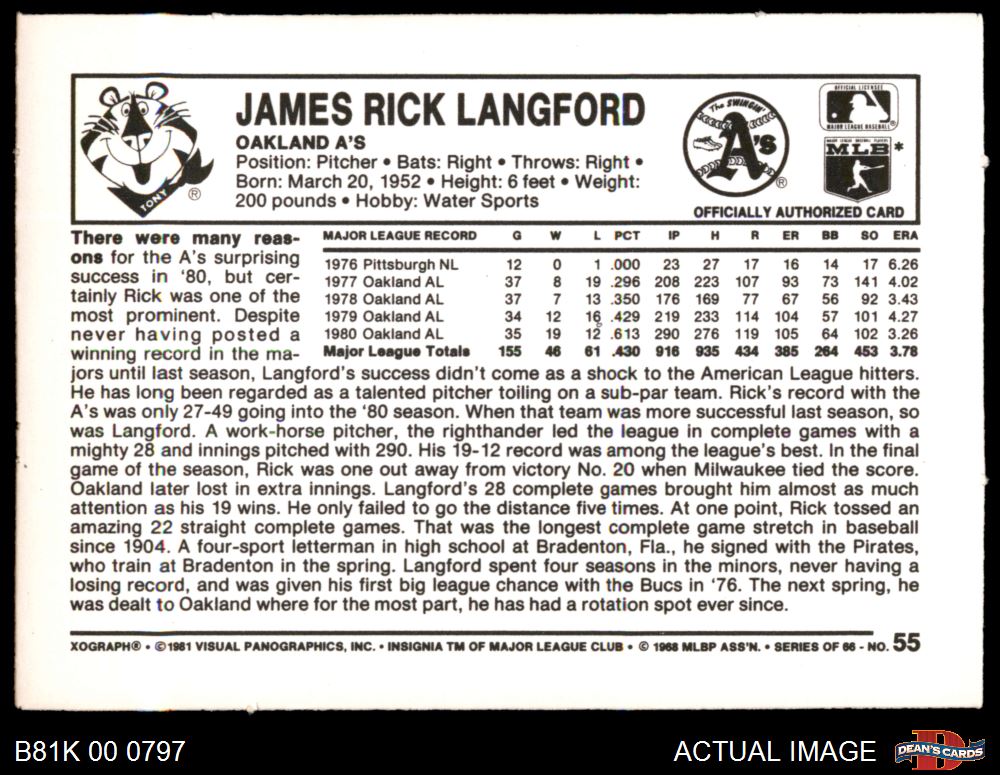 JAMES RICK LANGFORD
OAKLAND A'S
Position: Pitcher • Bats: Right • Throws: Right •
Born: March 20, 1952 • Height: 6 feet • Weight:
200 pounds • Hobby: Water Sports
TONY ®
The SWINGIN'
A's ®
OFFICIAL LICENSEE
MAJOR LEAGUE BASEBALL®
MAJOR LEAGUE BASEBALL PLAYERS
MLB *
OFFICIALLY AUTHORIZED CARD
MAJOR LEAGUE RECORD G W L PCT IP H R ER BB SO ERA
1976 Pittsburgh NL 12 0 1 .000 23 27 17 16 14 17 6.26
1977 Oakland AL 37 8 19 .296 208 223 107 93 73 141 4.02
1978 Oakland AL 37 7 13 .350 176 169 77 67 56 92 3.43
1979 Oakland AL 34 12 16 .429 219 233 114 104 57 101 4.27
1980 Oakland AL 35 19 12 .613 290 276 119 105 64 102 3.26
Major League Totals 155 46 61 .430 916 935 434 385 264 453 3.78
There were many reas-
ons for the A's surprising
success in '80, but cer-
tainly Rick was one of the
most prominent. Despite
never having posted a
winning record in the ma-
jors until last season, Langford's success didn't come as a shock to the American League hitters.
He has long been regarded as a talented pitcher toiling on a sub-par team. Rick's record with the
A's was only 27-49 going into the '80 season. When that team was more successful last season, so
was Langford. A work-horse pitcher, the righthander led the league in complete games with a
mighty 28 and innings pitched with 290. His 19-12 record was among the league's best. In the final
game of the season, Rick was one out away from victory No. 20 when Milwaukee tied the score.
Oakland later lost in extra innings. Langford's 28 complete games brought him almost as much
attention as his 19 wins. He only failed to go the distance five times. At one point, Rick tossed an
amazing 22 straight complete games. That was the longest complete game stretch in baseball
since 1904. A four-sport letterman in high school at Bradenton, Fla., he signed with the Pirates,
who train at Bradenton in the spring. Langford spent four seasons in the minors, never having a
losing record, and was given his first big league chance with the Bucs in '76. The next spring, he
was dealt to Oakland where for the most part, he has had a rotation spot ever since.
XOGRAPH® • ©1981 VISUAL PANOGRAPHICS, INC. • INSIGNIA TM OF MAJOR LEAGUE CLUB • © 1968 MLBP ASS'N. • SERIES OF 66 - NO. 55
B81K 00 0797
ACTUAL IMAGE
DEAN'S CARDS